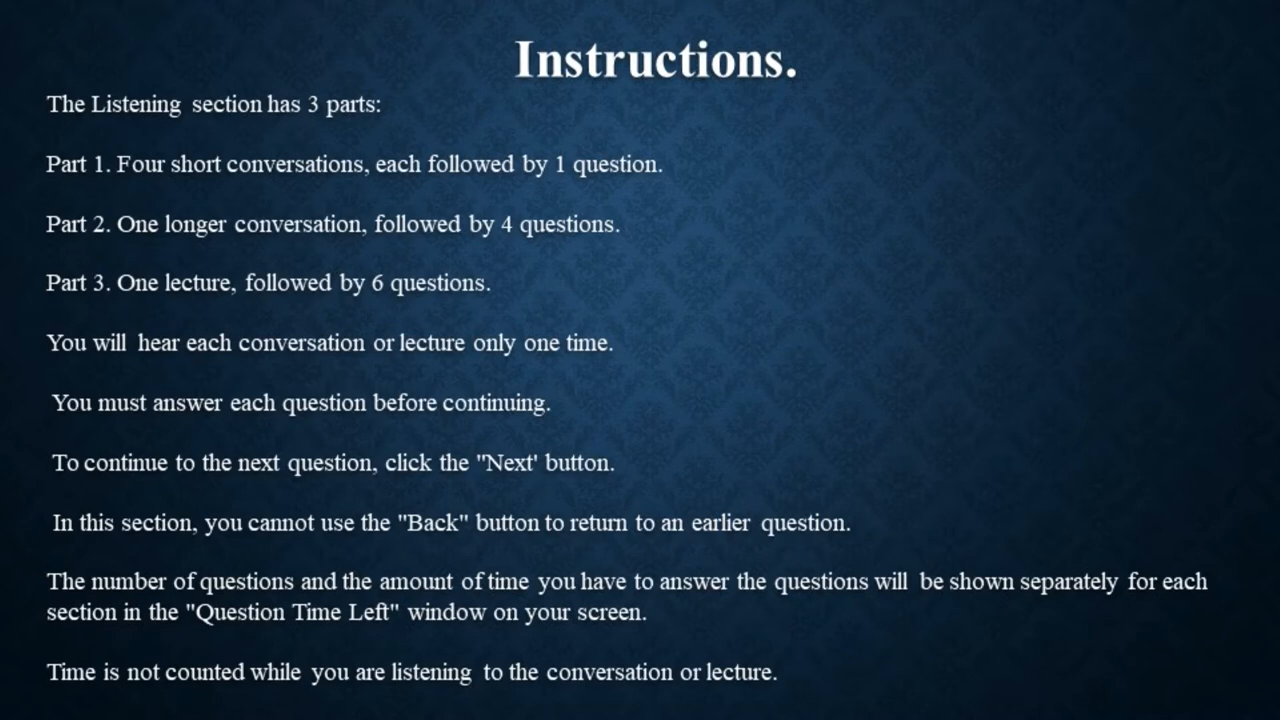 Instructions.
The Listening section has 3 parts:
Part 1. Four short conversations, each followed by 1 question.
Part 2. One longer conversation, followed by 4 questions.
Part 3. One lecture, followed by 6 questions.
You will hear each conversation or lecture only one time.
You must answer each question before continuing.
To continue to the next question, click the "Next' button.
In this section, you cannot use the "Back" button to return to an earlier question.
The number of questions and the amount of time you have to answer the questions will be shown separately for each
section in the "Question Time Left" window on your screen.
Time is not counted while you are listening to the conversation or lecture.